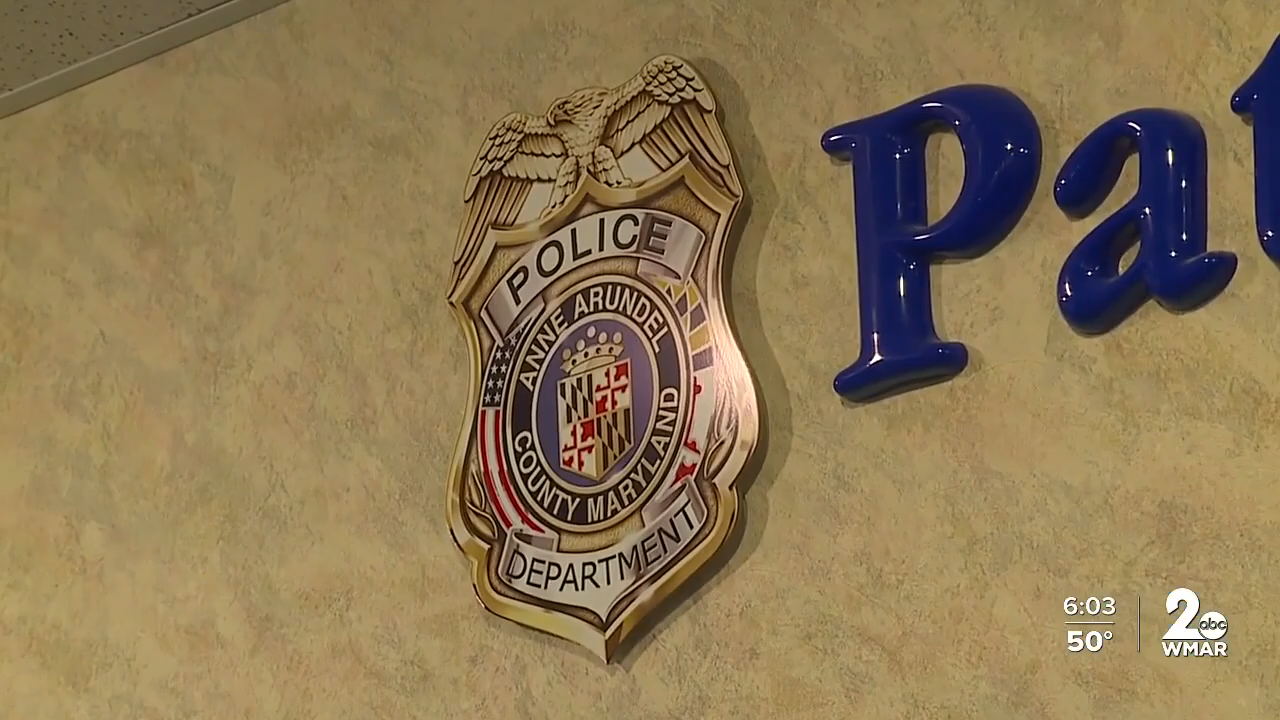 POLICE
ANNE ARUNDEL
COUNTY MARYLAND
DEPARTMENT
Pa
6:03
50°
2 abc
WMAR